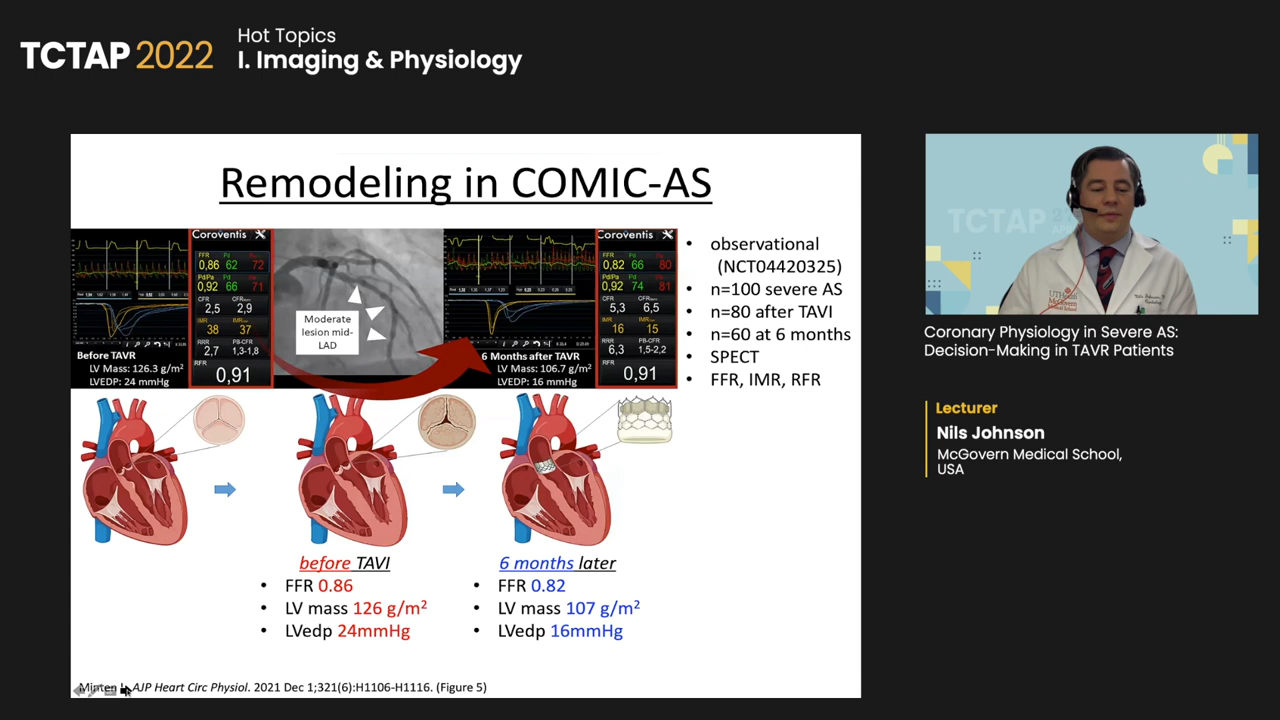 TCTAP 2022
Hot Topics
I. Imaging & Physiology
Remodeling in COMIC-AS
Coroventis
FFR Pd
0,86 62 72
Pd/Pa
0,92 66 71
CFR
2,5 2,9
IMR
38 37
RRR PB-CFR
2,7 1,3-1,8
RFR
0,91
Before TAVR
LV Mass: 126.3 g/m²
LVEDP: 24 mmHg
Moderate
lesion mid-
LAD
Coroventis
FFR Pd
0,82 66 80
Pd/Pa
0,92 74 81
CFR
5,3 6,5
IMR
16 15
RRR PB-CFR
6,3 1,5-2,2
RFR
0,91
6 Months after TAVR
LV Mass: 106.7 g/m²
LVEDP: 16 mmHg
• observational
(NCT04420325)
• n=100 severe AS
• n=80 after TAVI
• n=60 at 6 months
• SPECT
• FFR, IMR, RFR
before TAVI
• FFR 0.86
• LV mass 126 g/m²
• LVedp 24mmHg
6 months later
• FFR 0.82
• LV mass 107 g/m²
• LVedp 16mmHg
AJP Heart Circ Physiol. 2021 Dec 1;321(6):H1106-H1116. (Figure 5)
TCTAP
UTHealth
Coronary Physiology in Severe AS:
Decision-Making in TAVR Patients
Lecturer
Nils Johnson
McGovern Medical School,
USA